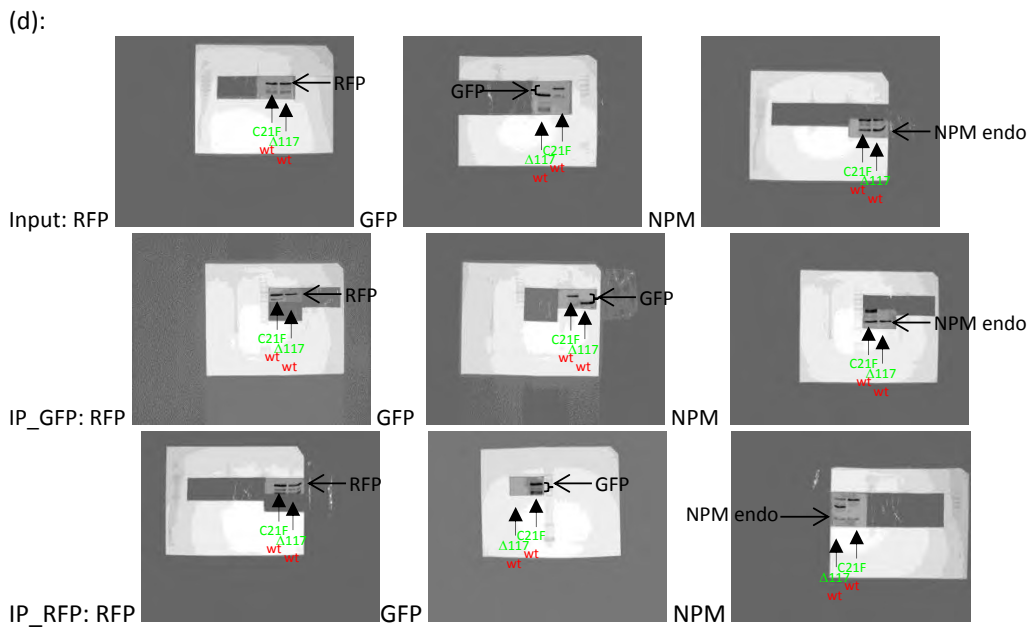 (d):
RFP
C21F
Δ117
wt
wt
GFP
C21F
Δ117
wt
wt
NPM endo
C21F
Δ117
wt
wt
Input: RFP GFP NPM
RFP
C21F
Δ117
wt
wt
GFP
C21F
Δ117
wt
wt
NPM endo
C21F
Δ117
wt
wt
IP_GFP: RFP GFP NPM
RFP
C21F
Δ117
wt
wt
GFP
C21F
Δ117
wt
wt
NPM endo
C21F
Δ117
wt
wt
IP_RFP: RFP GFP NPM